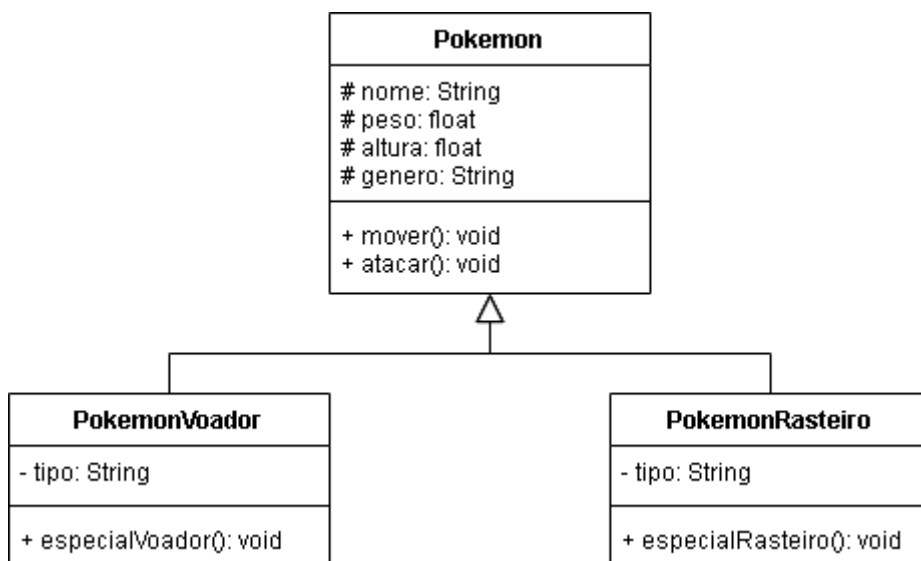 Pokemon
# nome: String
# peso: float
# altura: float
# genero: String
+ mover(): void
+ atacar(): void
PokemonVoador
- tipo: String
+ especialVoador(): void
PokemonRasteiro
- tipo: String
+ especialRasteiro(): void